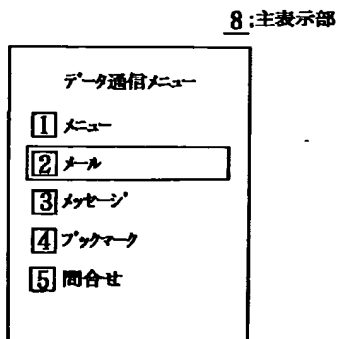 8:主表示部
データ通信メニュー
1 メニュー
2 メール
3 メッセージ
4 ブックマーク
5 問合せ